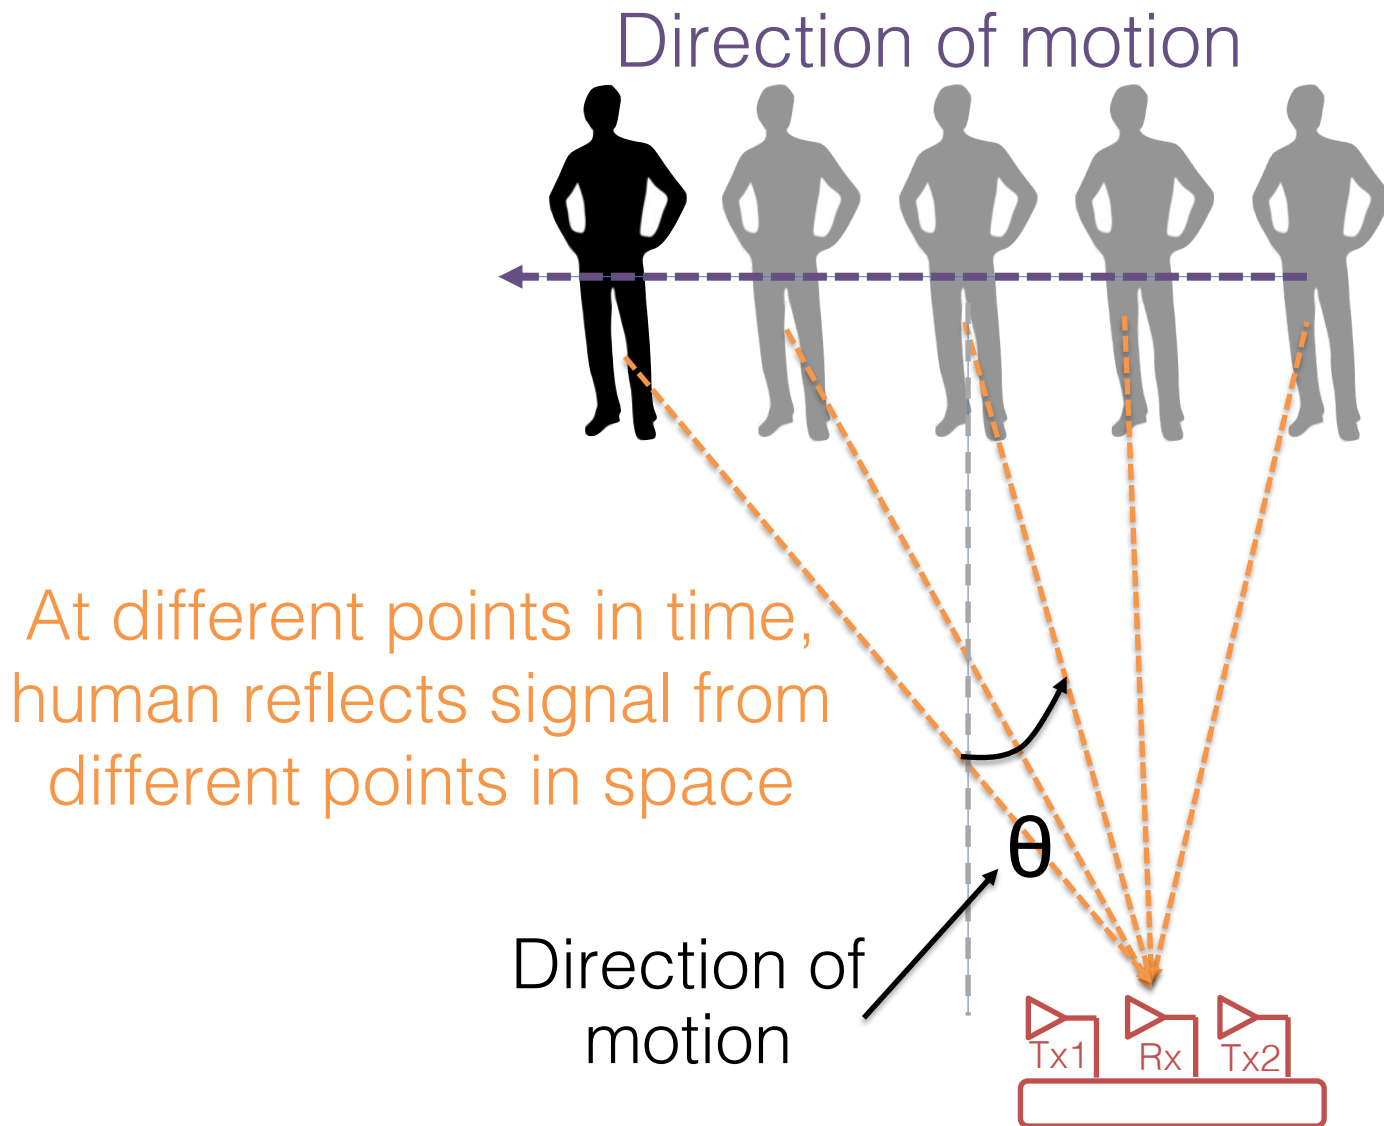 Direction of motion
At different points in time,
human reflects signal from
different points in space
θ
Direction of
motion
Tx1
Rx
Tx2